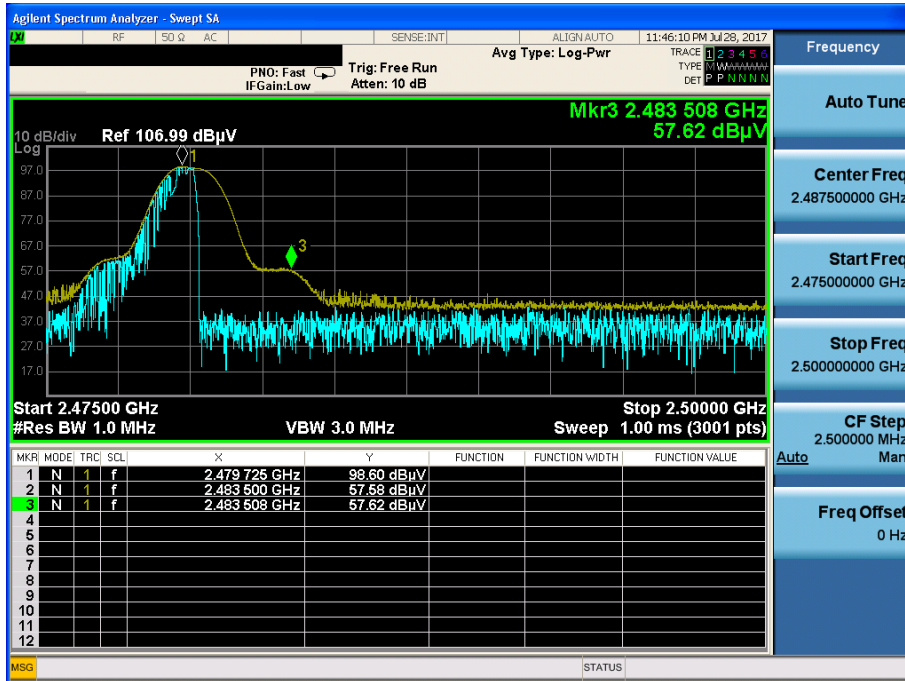 Agilent Spectrum Analyzer - Swept SA
LXI RF 50 Ω AC SENSE:INT ALIGN AUTO 11:46:10 PM Jul 28, 2017
Frequency
Avg Type: Log-Pwr TRACE 1 2 3 4 5 6
PNO: Fast Trig: Free Run TYPE M WWWWW
IFGain:Low Atten: 10 dB DET P P N N N N
Auto Tune
Mkr3 2.483 508 GHz
10 dB/div Ref 106.99 dBµV 57.62 dBµV
Log
1
97.0
87.0
77.0
67.0
3
57.0
47.0
37.0
27.0
17.0
Center Freq
2.487500000 GHz
Start Freq
2.475000000 GHz
Stop Freq
2.500000000 GHz
Start 2.47500 GHz Stop 2.50000 GHz
#Res BW 1.0 MHz VBW 3.0 MHz Sweep 1.00 ms (3001 pts)
CF Step
2.500000 MHz
Auto Man
MKR MODE TRC SCL X Y FUNCTION FUNCTION WIDTH FUNCTION VALUE
1 N 1 f 2.479 725 GHz 98.60 dBµV
2 N 1 f 2.483 500 GHz 57.58 dBµV
3 N 1 f 2.483 508 GHz 57.62 dBµV
4
5
6
7
8
9
10
11
12
Freq Offset
0 Hz
MSG STATUS